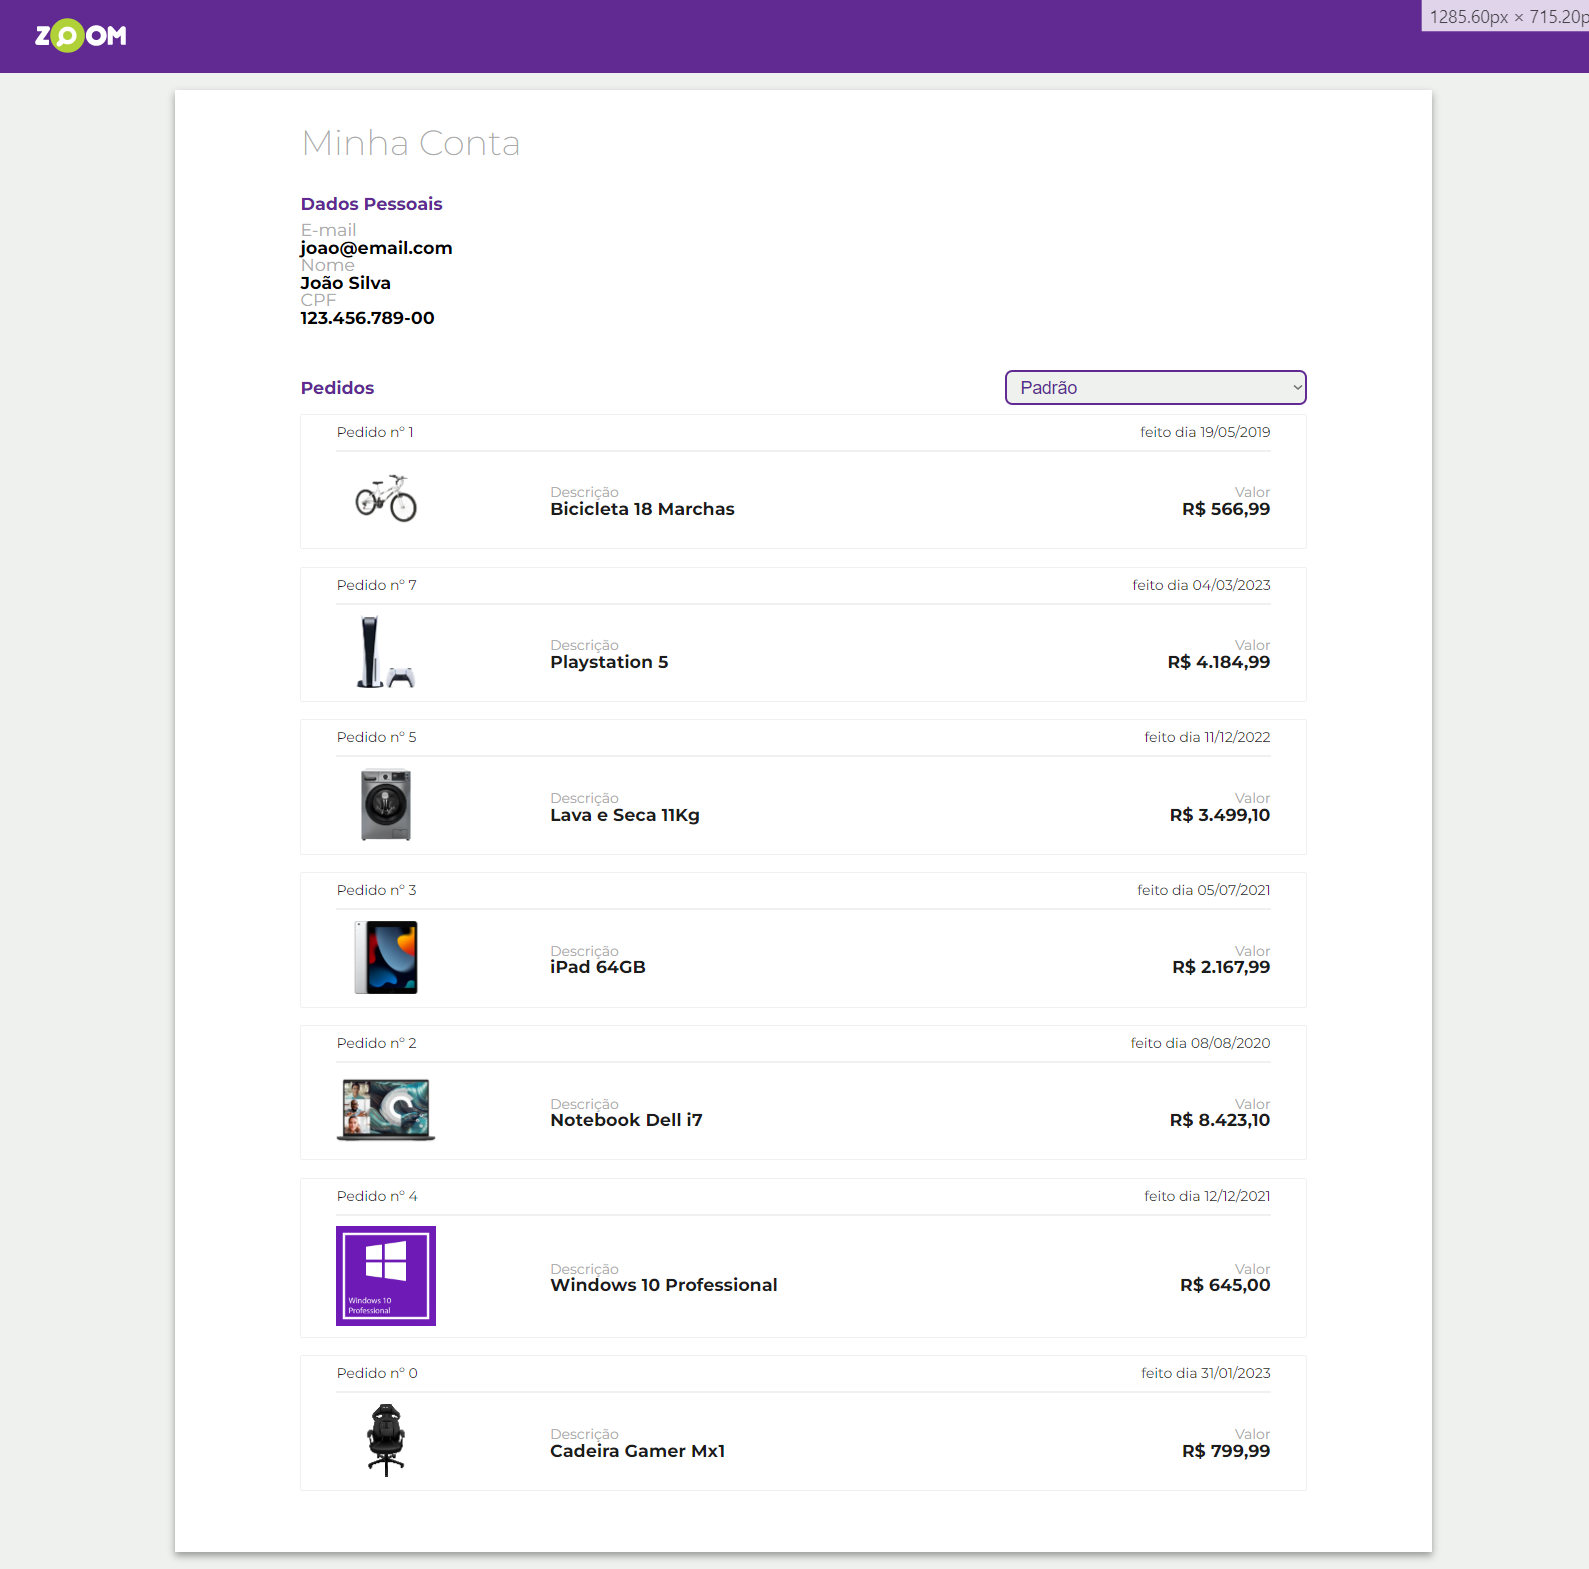 ZOOM
1285.60px × 715.20p
Minha Conta
Dados Pessoais
E-mail
joao@email.com
Nome
João Silva
CPF
123.456.789-00
Pedidos
Padrão
Pedido nº 1
feito dia 19/05/2019
Descrição
Bicicleta 18 Marchas
Valor
R$ 566,99
Pedido nº 7
feito dia 04/03/2023
Descrição
Playstation 5
Valor
R$ 4.184,99
Pedido nº 5
feito dia 11/12/2022
Descrição
Lava e Seca 11Kg
Valor
R$ 3.499,10
Pedido nº 3
feito dia 05/07/2021
Descrição
iPad 64GB
Valor
R$ 2.167,99
Pedido nº 2
feito dia 08/08/2020
Descrição
Notebook Dell i7
Valor
R$ 8.423,10
Pedido nº 4
feito dia 12/12/2021
Windows 10
Professional
Descrição
Windows 10 Professional
Valor
R$ 645,00
Pedido nº 0
feito dia 31/01/2023
Descrição
Cadeira Gamer Mx1
Valor
R$ 799,99